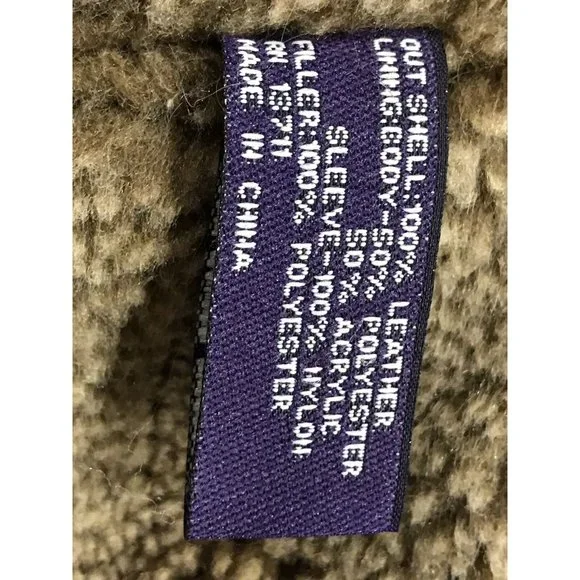 OUT SHELL:100% LEATHER
LINING:BODY-50% POLYESTER
50% ACRYLIC
SLEEVE-100% NYLON
FILLER:100% POLYESTER
RN 13711
MADE IN CHINA